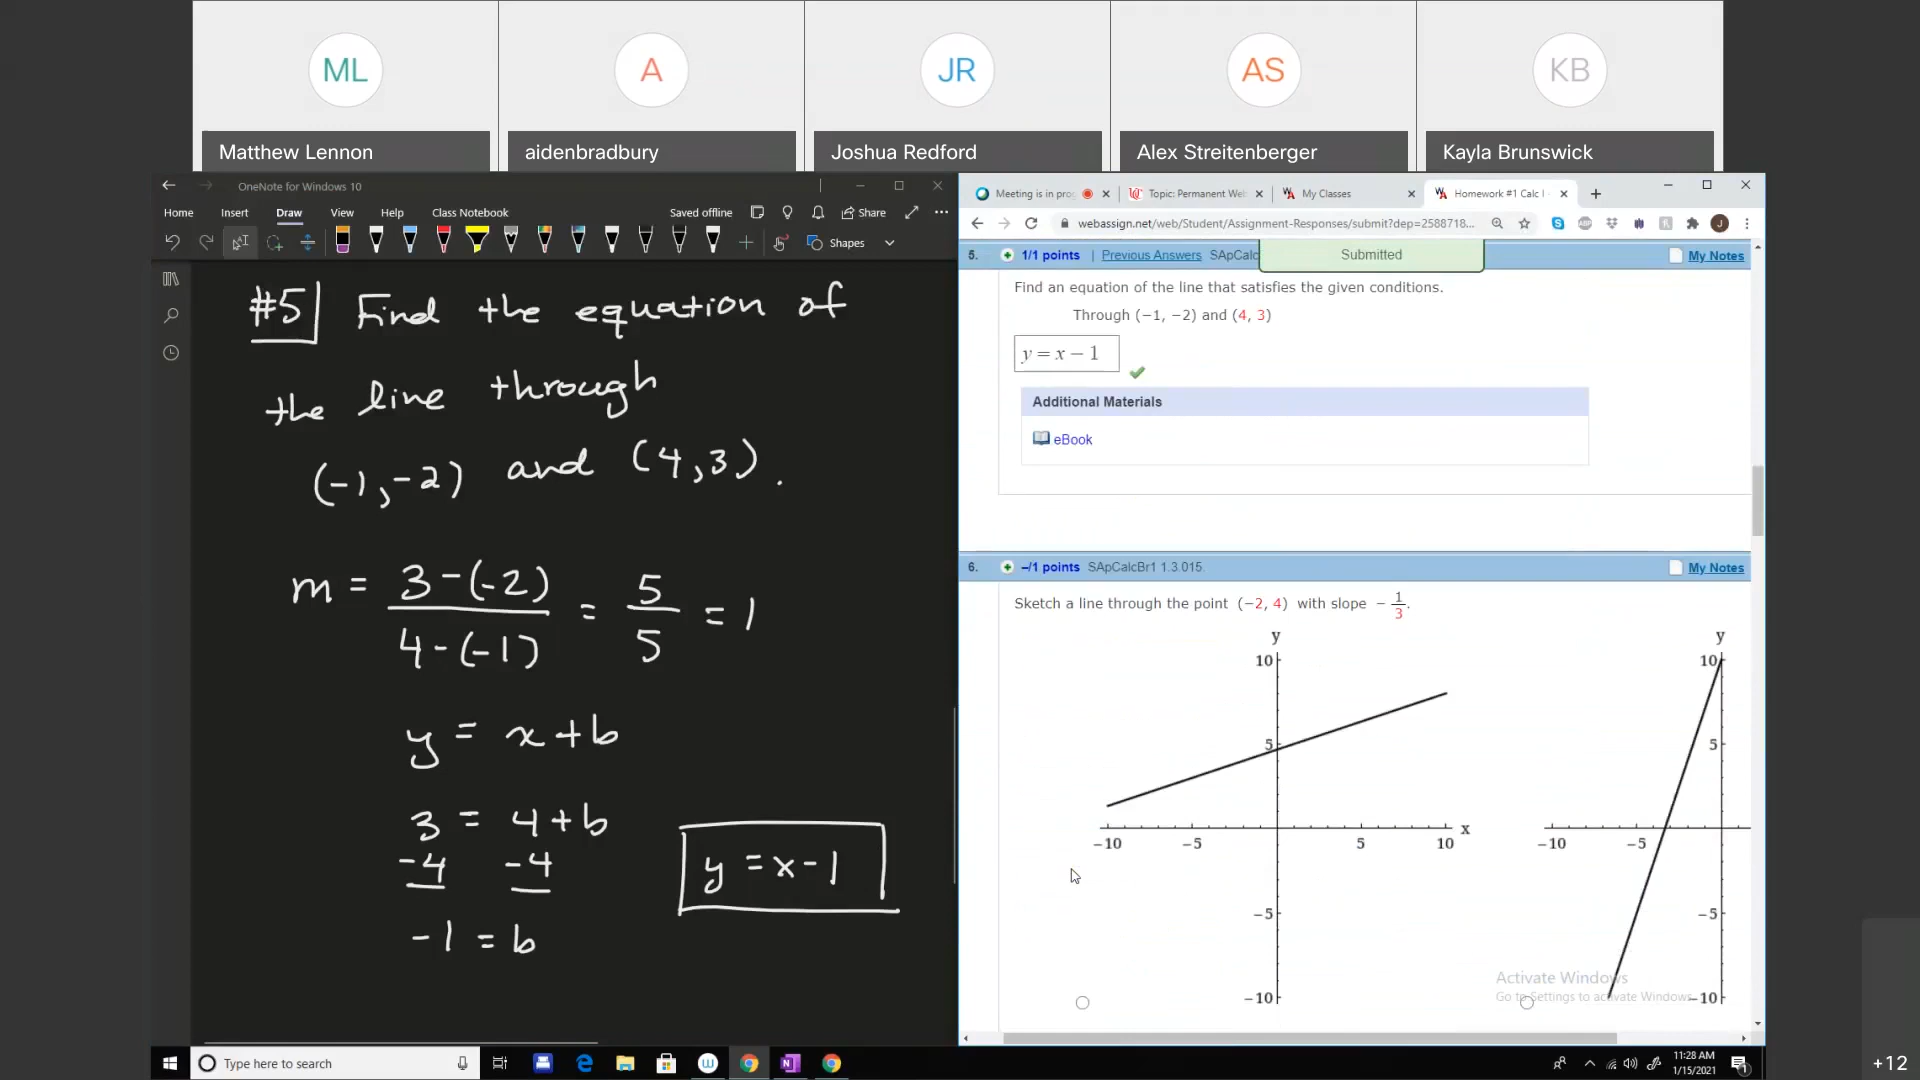 ML
A
JR
AS
KB
Matthew Lennon
aidenbradbury
Joshua Redford
Alex Streitenberger
Kayla Brunswick
OneNote for Windows 10
Home Insert Draw View Help Class Notebook Saved offline Share
Shapes
#5 Find the equation of
the line through
(-1,-2) and (4,3).
m = 3-(-2)/4-(-1) = 5/5 = 1
y = x+b
3 = 4+b
-4 -4
-1 = b
y = x-1
Meeting is in prog
Topic: Permanent Web
My Classes
Homework #1 Calc I -
webassign.net/web/Student/Assignment-Responses/submit?dep=2588718...
5. 1/1 points | Previous Answers SApCalc
Submitted
My Notes
Find an equation of the line that satisfies the given conditions.
Through (−1, −2) and (4, 3)
y = x − 1
Additional Materials
eBook
6. –/1 points SApCalcBr1 1.3.015.
My Notes
Sketch a line through the point (−2, 4) with slope −1/3.
y
10
5
−10 −5 5 10 x
−5
−10
y
10
5
−10 −5
−5
−10
Activate Windows
Go to Settings to activate Windows.
Type here to search
11:28 AM
1/15/2021
1
+12